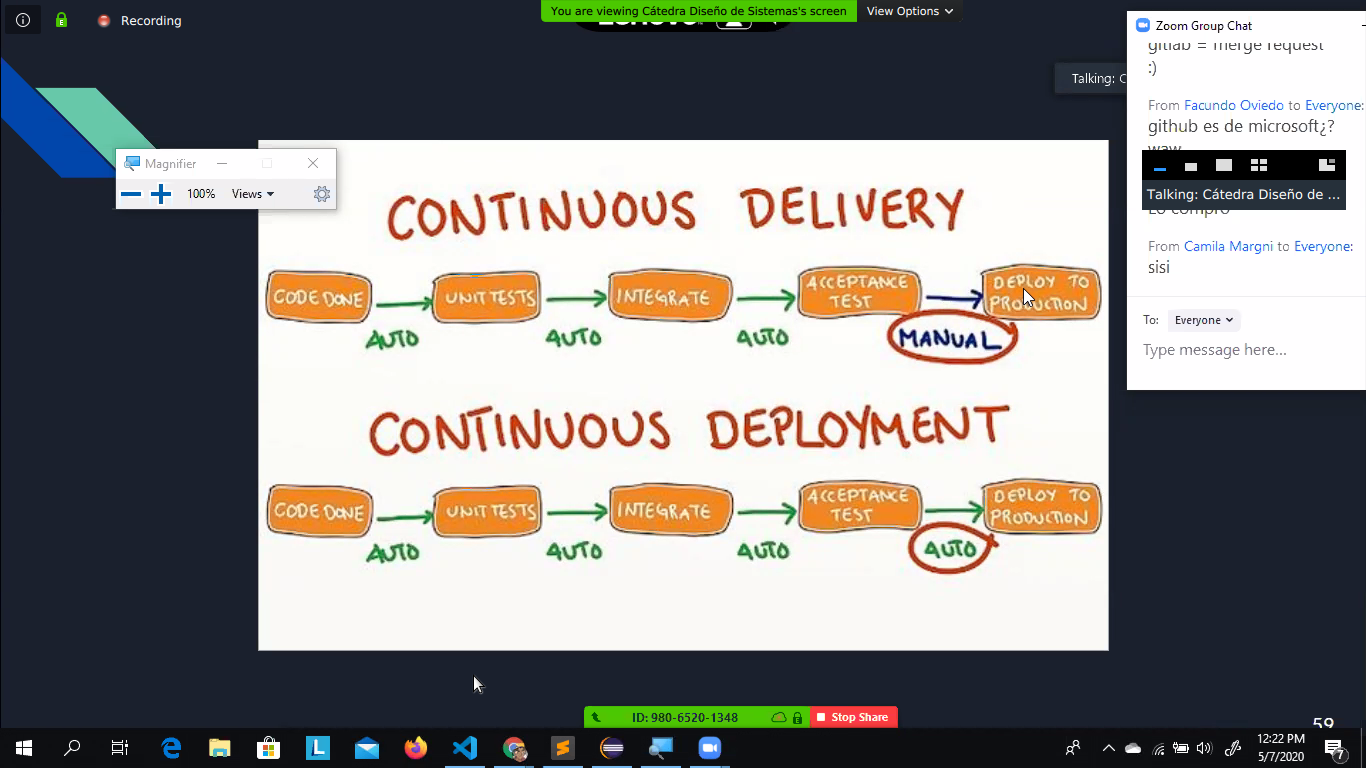 Recording
You are viewing Cátedra Diseño de Sistemas's screen
View Options
Zoom Group Chat
gitlab = merge request
:)
Talking: C
From Facundo Oviedo to Everyone:
github es de microsoft¿?
waw
Talking: Cátedra Diseño de ...
Lo compro
From Camila Margni to Everyone:
sisi
To: Everyone
Type message here...
Magnifier
100% Views
CONTINUOUS DELIVERY
CODE DONE UNIT TESTS INTEGRATE ACCEPTANCE TEST DEPLOY TO PRODUCTION
AUTO AUTO AUTO MANUAL
CONTINUOUS DEPLOYMENT
CODE DONE UNIT TESTS INTEGRATE ACCEPTANCE TEST DEPLOY TO PRODUCTION
AUTO AUTO AUTO AUTO
ID: 980-6520-1348 Stop Share
59
12:22 PM
5/7/2020
7